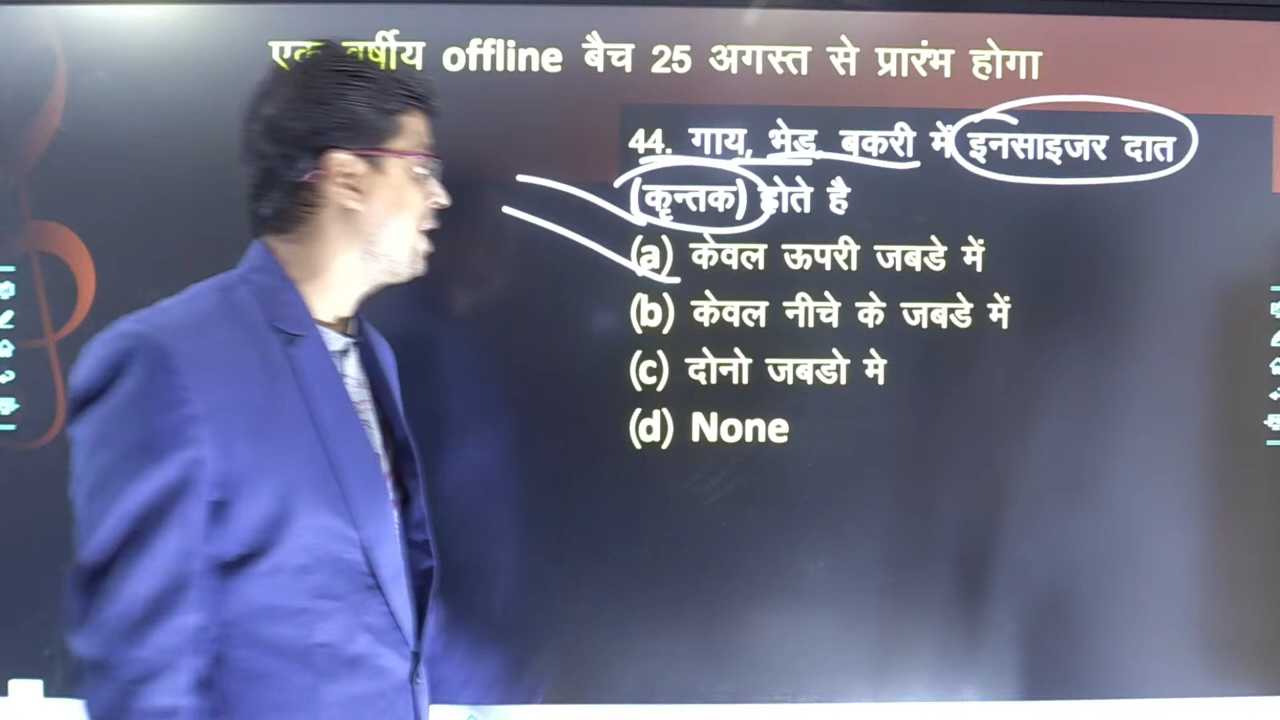 एक वर्षीय offline बैच 25 अगस्त से प्रारंभ होगा
44. गाय, भेड बकरी में इनसाइजर दात
(कृन्तक) होते है
(a) केवल ऊपरी जबडे में
(b) केवल नीचे के जबडे में
(c) दोनो जबडो मे
(d) None